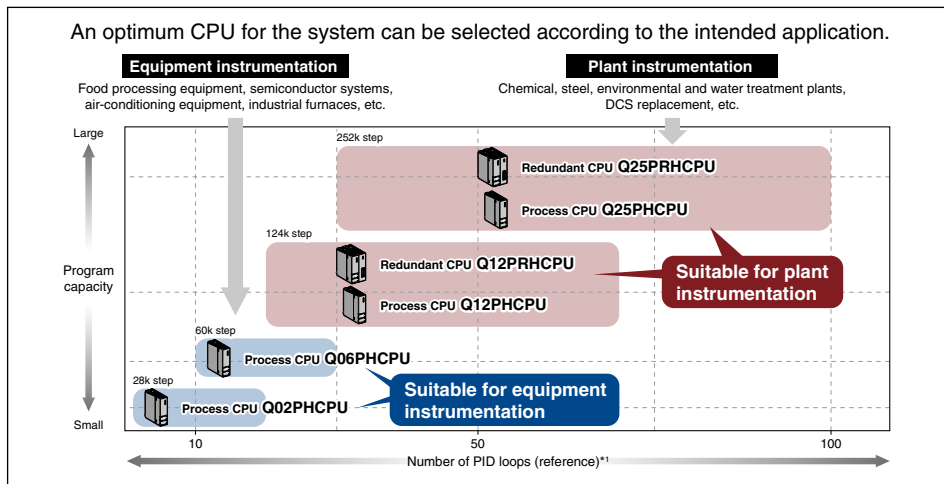 An optimum CPU for the system can be selected according to the intended application.
Equipment instrumentation
Food processing equipment, semiconductor systems,
air-conditioning equipment, industrial furnaces, etc.
Plant instrumentation
Chemical, steel, environmental and water treatment plants,
DCS replacement, etc.
Large
Program
capacity
Small
252k step
Redundant CPU Q25PRHCPU
Process CPU Q25PHCPU
124k step
Redundant CPU Q12PRHCPU
Process CPU Q12PHCPU
Suitable for plant
instrumentation
60k step
Process CPU Q06PHCPU
28k step
Process CPU Q02PHCPU
Suitable for equipment
instrumentation
10
50
100
Number of PID loops (reference)*1